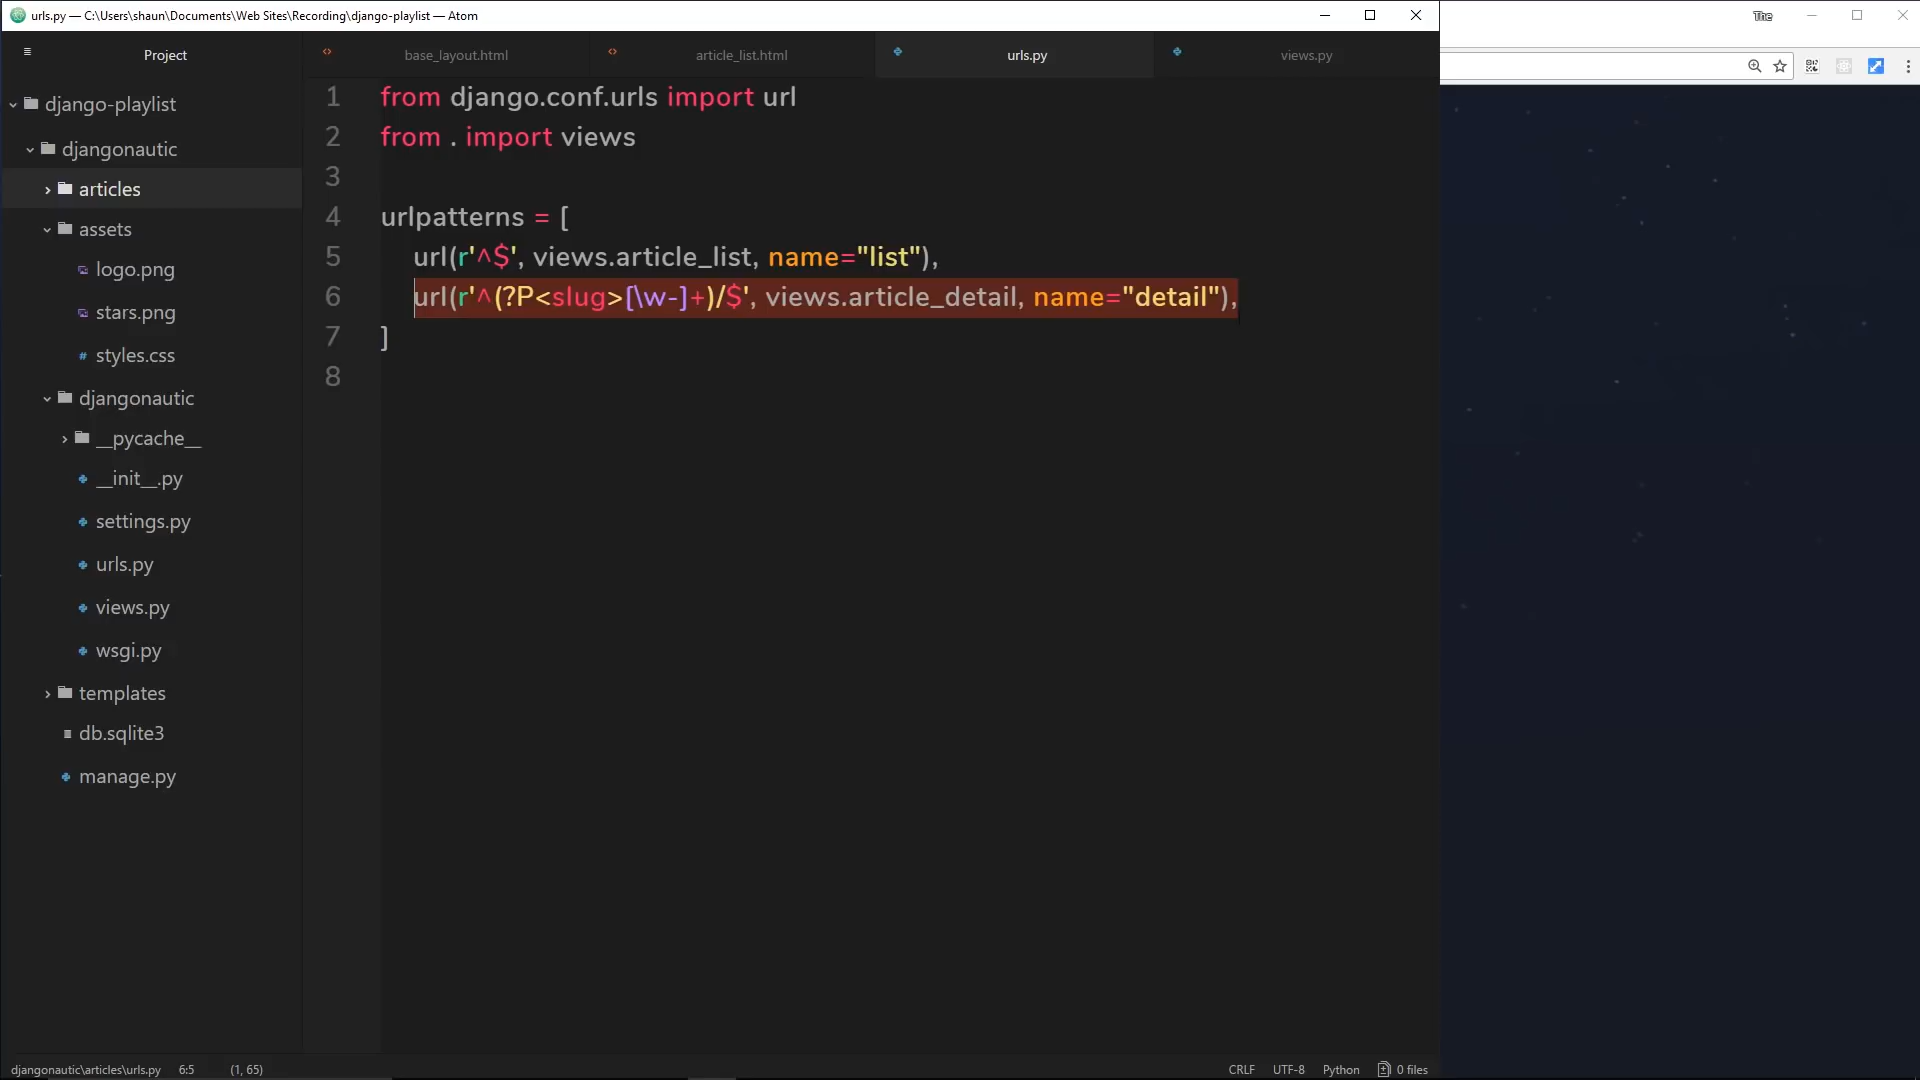 urls.py — C:\Users\shaun\Documents\Web Sites\Recording\django-playlist — Atom
The
Project
base_layout.html
article_list.html
urls.py
views.py
django-playlist
djangonautic
articles
assets
logo.png
stars.png
styles.css
djangonautic
__pycache__
__init__.py
settings.py
urls.py
views.py
wsgi.py
templates
db.sqlite3
manage.py
1 from django.conf.urls import url
2 from . import views
3
4 urlpatterns = [
5 url(r'^$', views.article_list, name="list"),
6 url(r'^(?P<slug>[\w-]+)/$', views.article_detail, name="detail"),
7 ]
8
djangonautic\articles\urls.py 6:5 (1, 65) CRLF UTF-8 Python 0 files